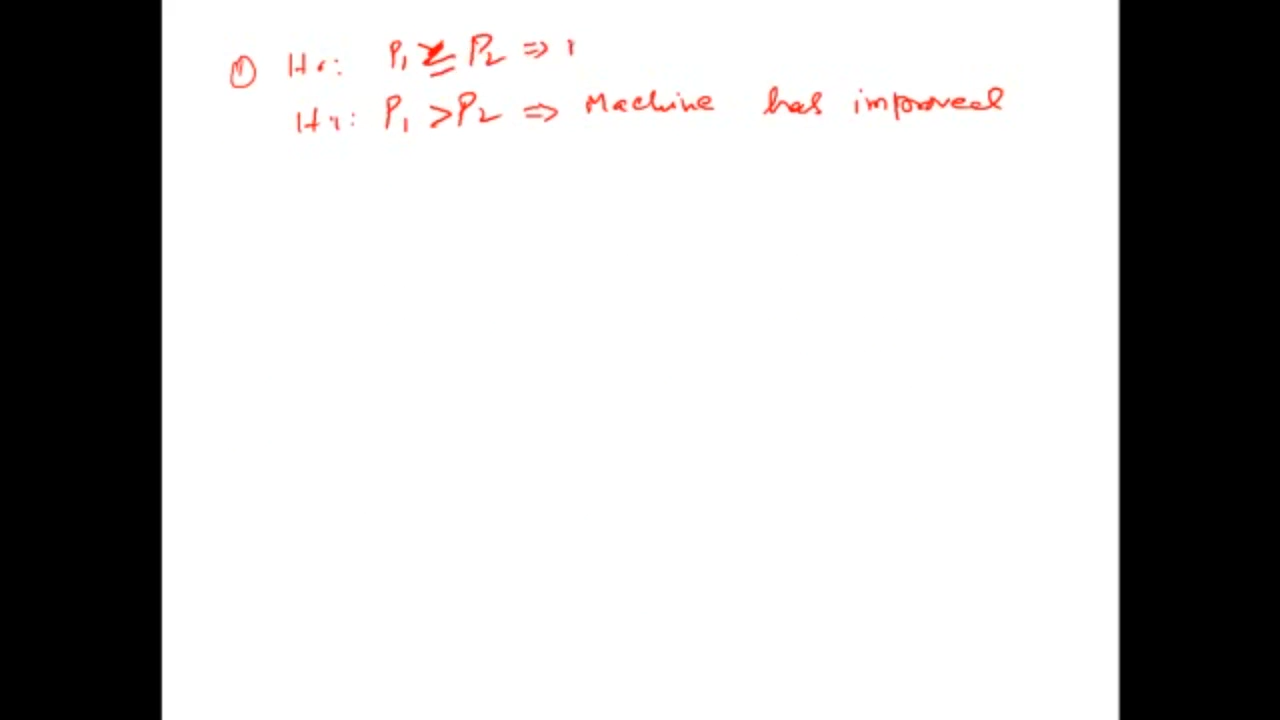 ① H₀: P₁ ≤ P₂ ⇒
H₁: P₁ > P₂ ⇒ Machine has improved